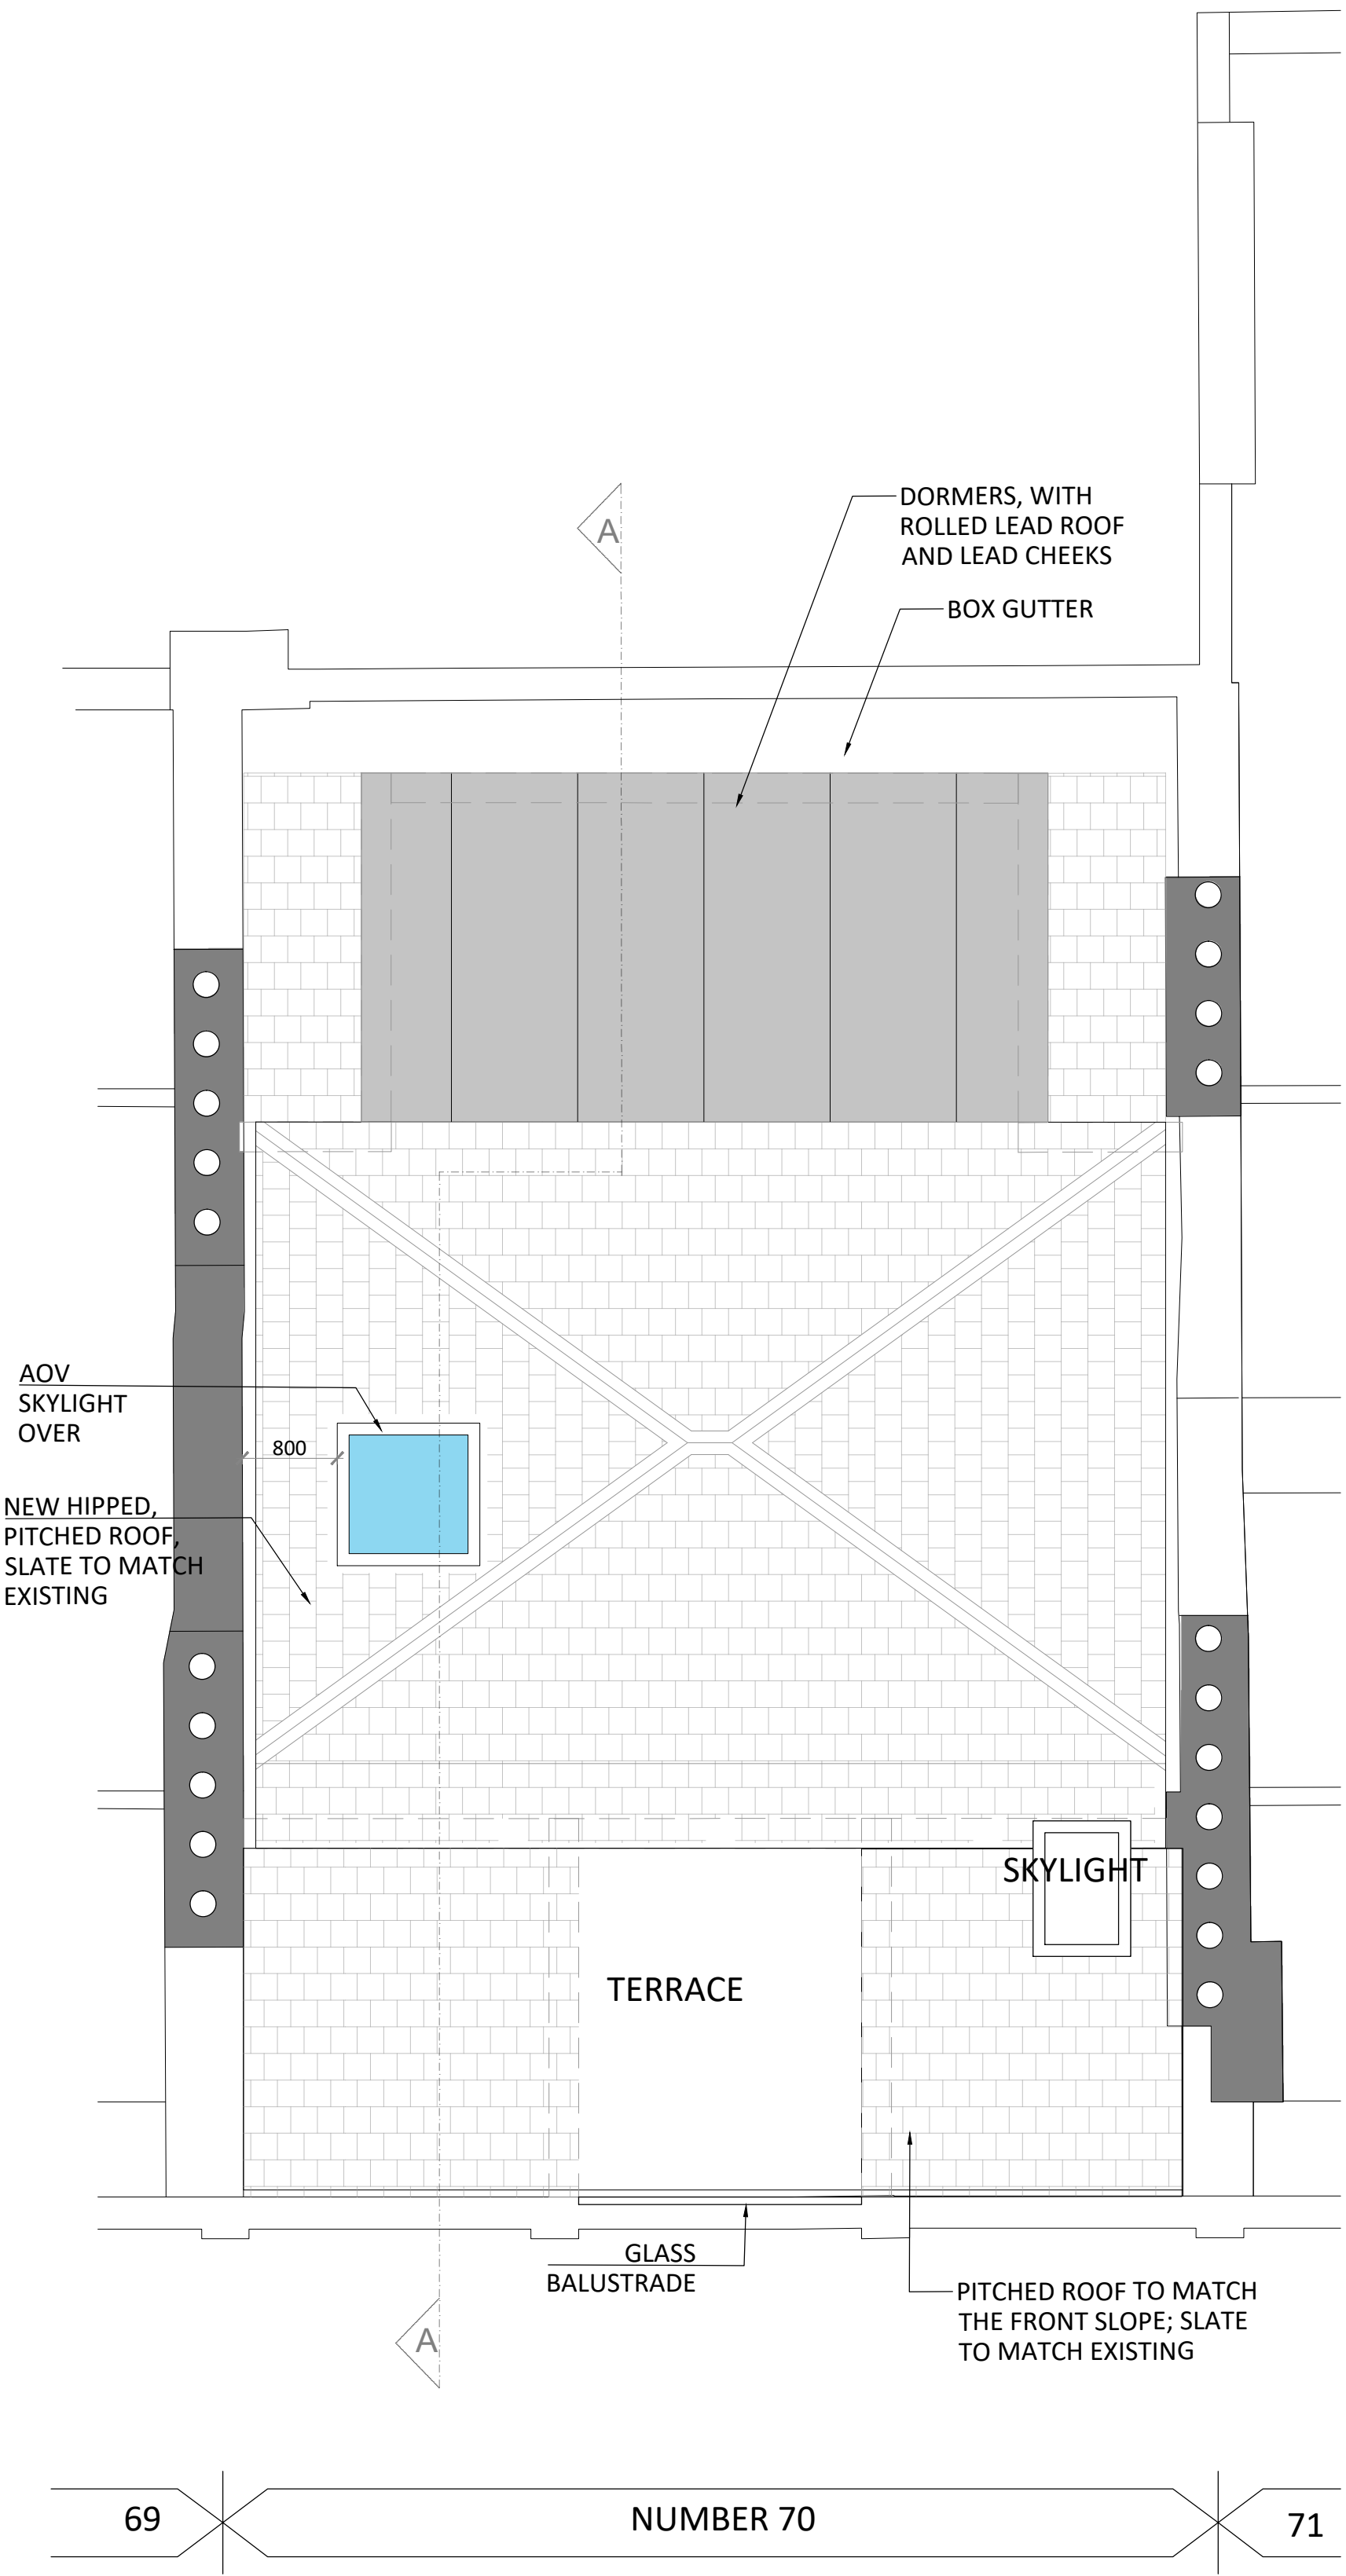 DORMERS, WITH
ROLLED LEAD ROOF
AND LEAD CHEEKS
A
BOX GUTTER
AOV
SKYLIGHT
OVER
800
NEW HIPPED,
PITCHED ROOF,
SLATE TO MATCH
EXISTING
SKYLIGHT
TERRACE
GLASS
BALUSTRADE
PITCHED ROOF TO MATCH
THE FRONT SLOPE; SLATE
TO MATCH EXISTING
A
69
NUMBER 70
71